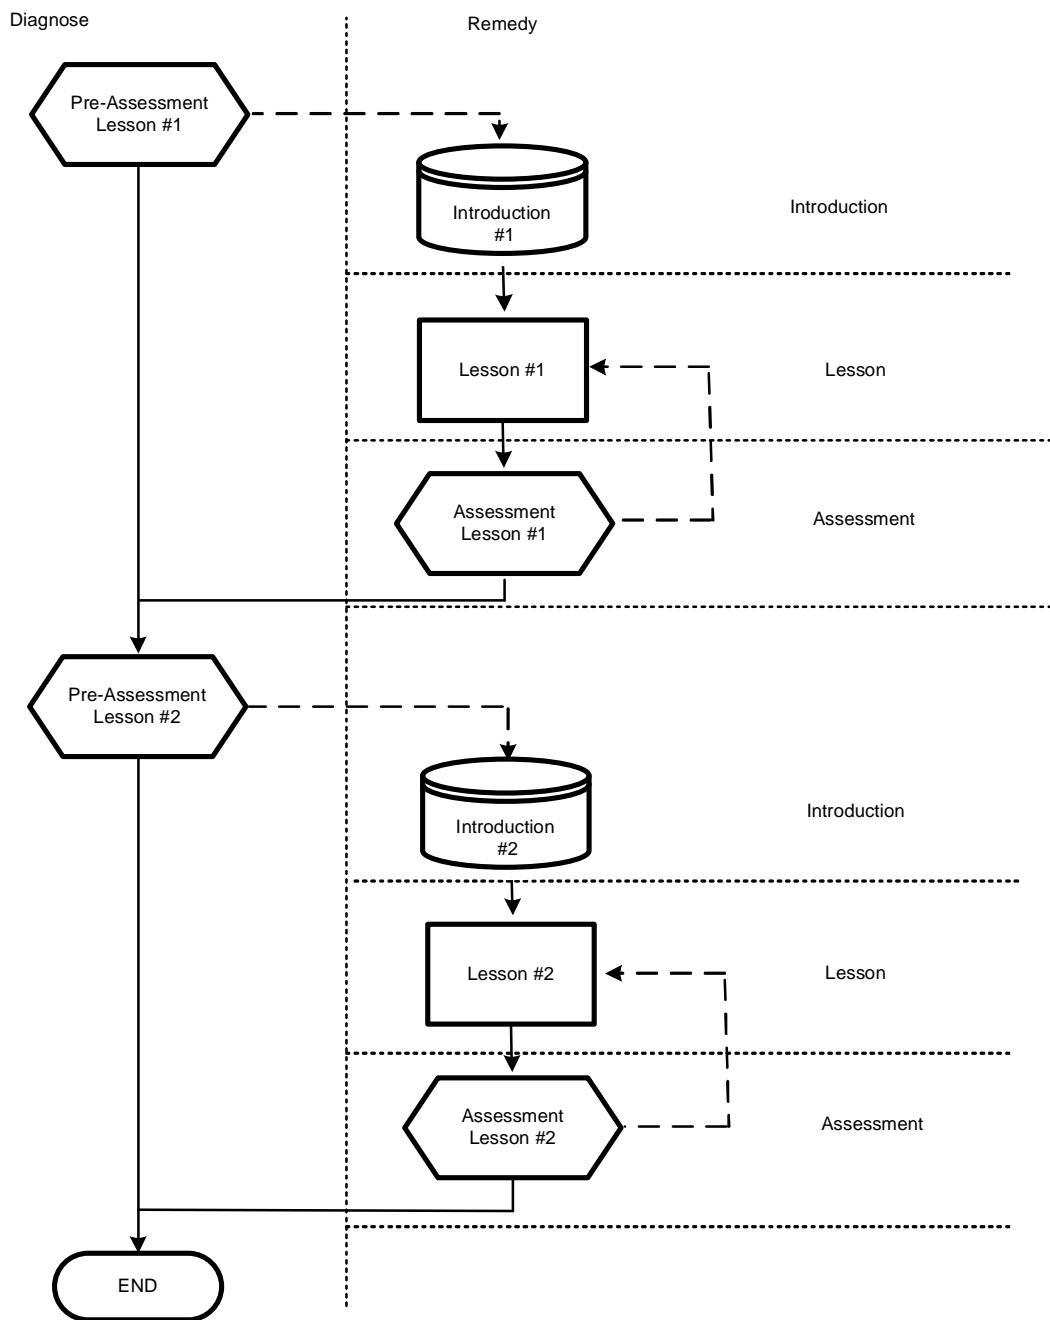 Diagnose
Remedy
Pre-Assessment
Lesson #1
Introduction
#1
Introduction
Lesson #1
Lesson
Assessment
Lesson #1
Assessment
Pre-Assessment
Lesson #2
Introduction
#2
Introduction
Lesson #2
Lesson
Assessment
Lesson #2
Assessment
END